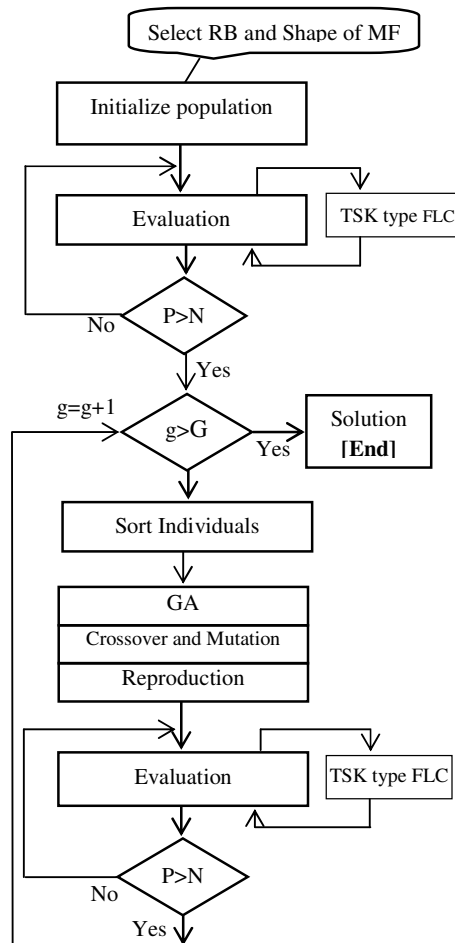 Select RB and Shape of MF
Initialize population
Evaluation
TSK type FLC
P>N
No
Yes
g=g+1
g>G
Yes
Solution
[End]
Sort Individuals
GA
Crossover and Mutation
Reproduction
Evaluation
TSK type FLC
P>N
No
Yes